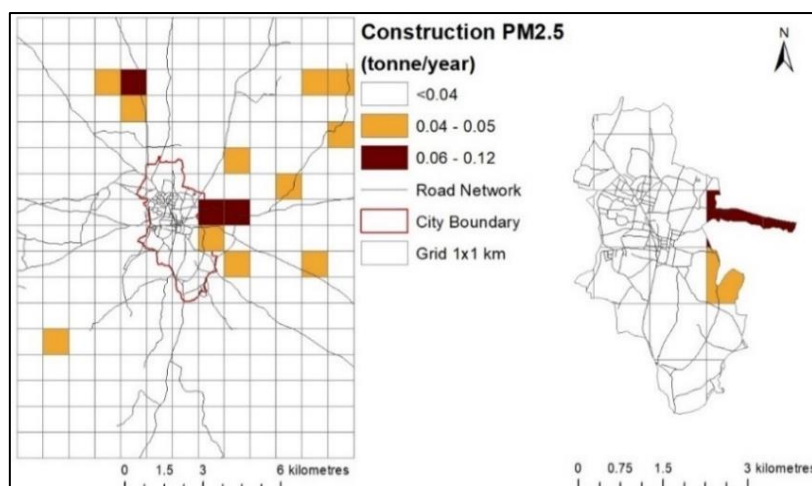 Construction PM2.5
(tonne/year)
<0.04
0.04 - 0.05
0.06 - 0.12
Road Network
City Boundary
Grid 1x1 km
N
0 1.5 3 6 kilometres
0 0.75 1.5 3 kilometres